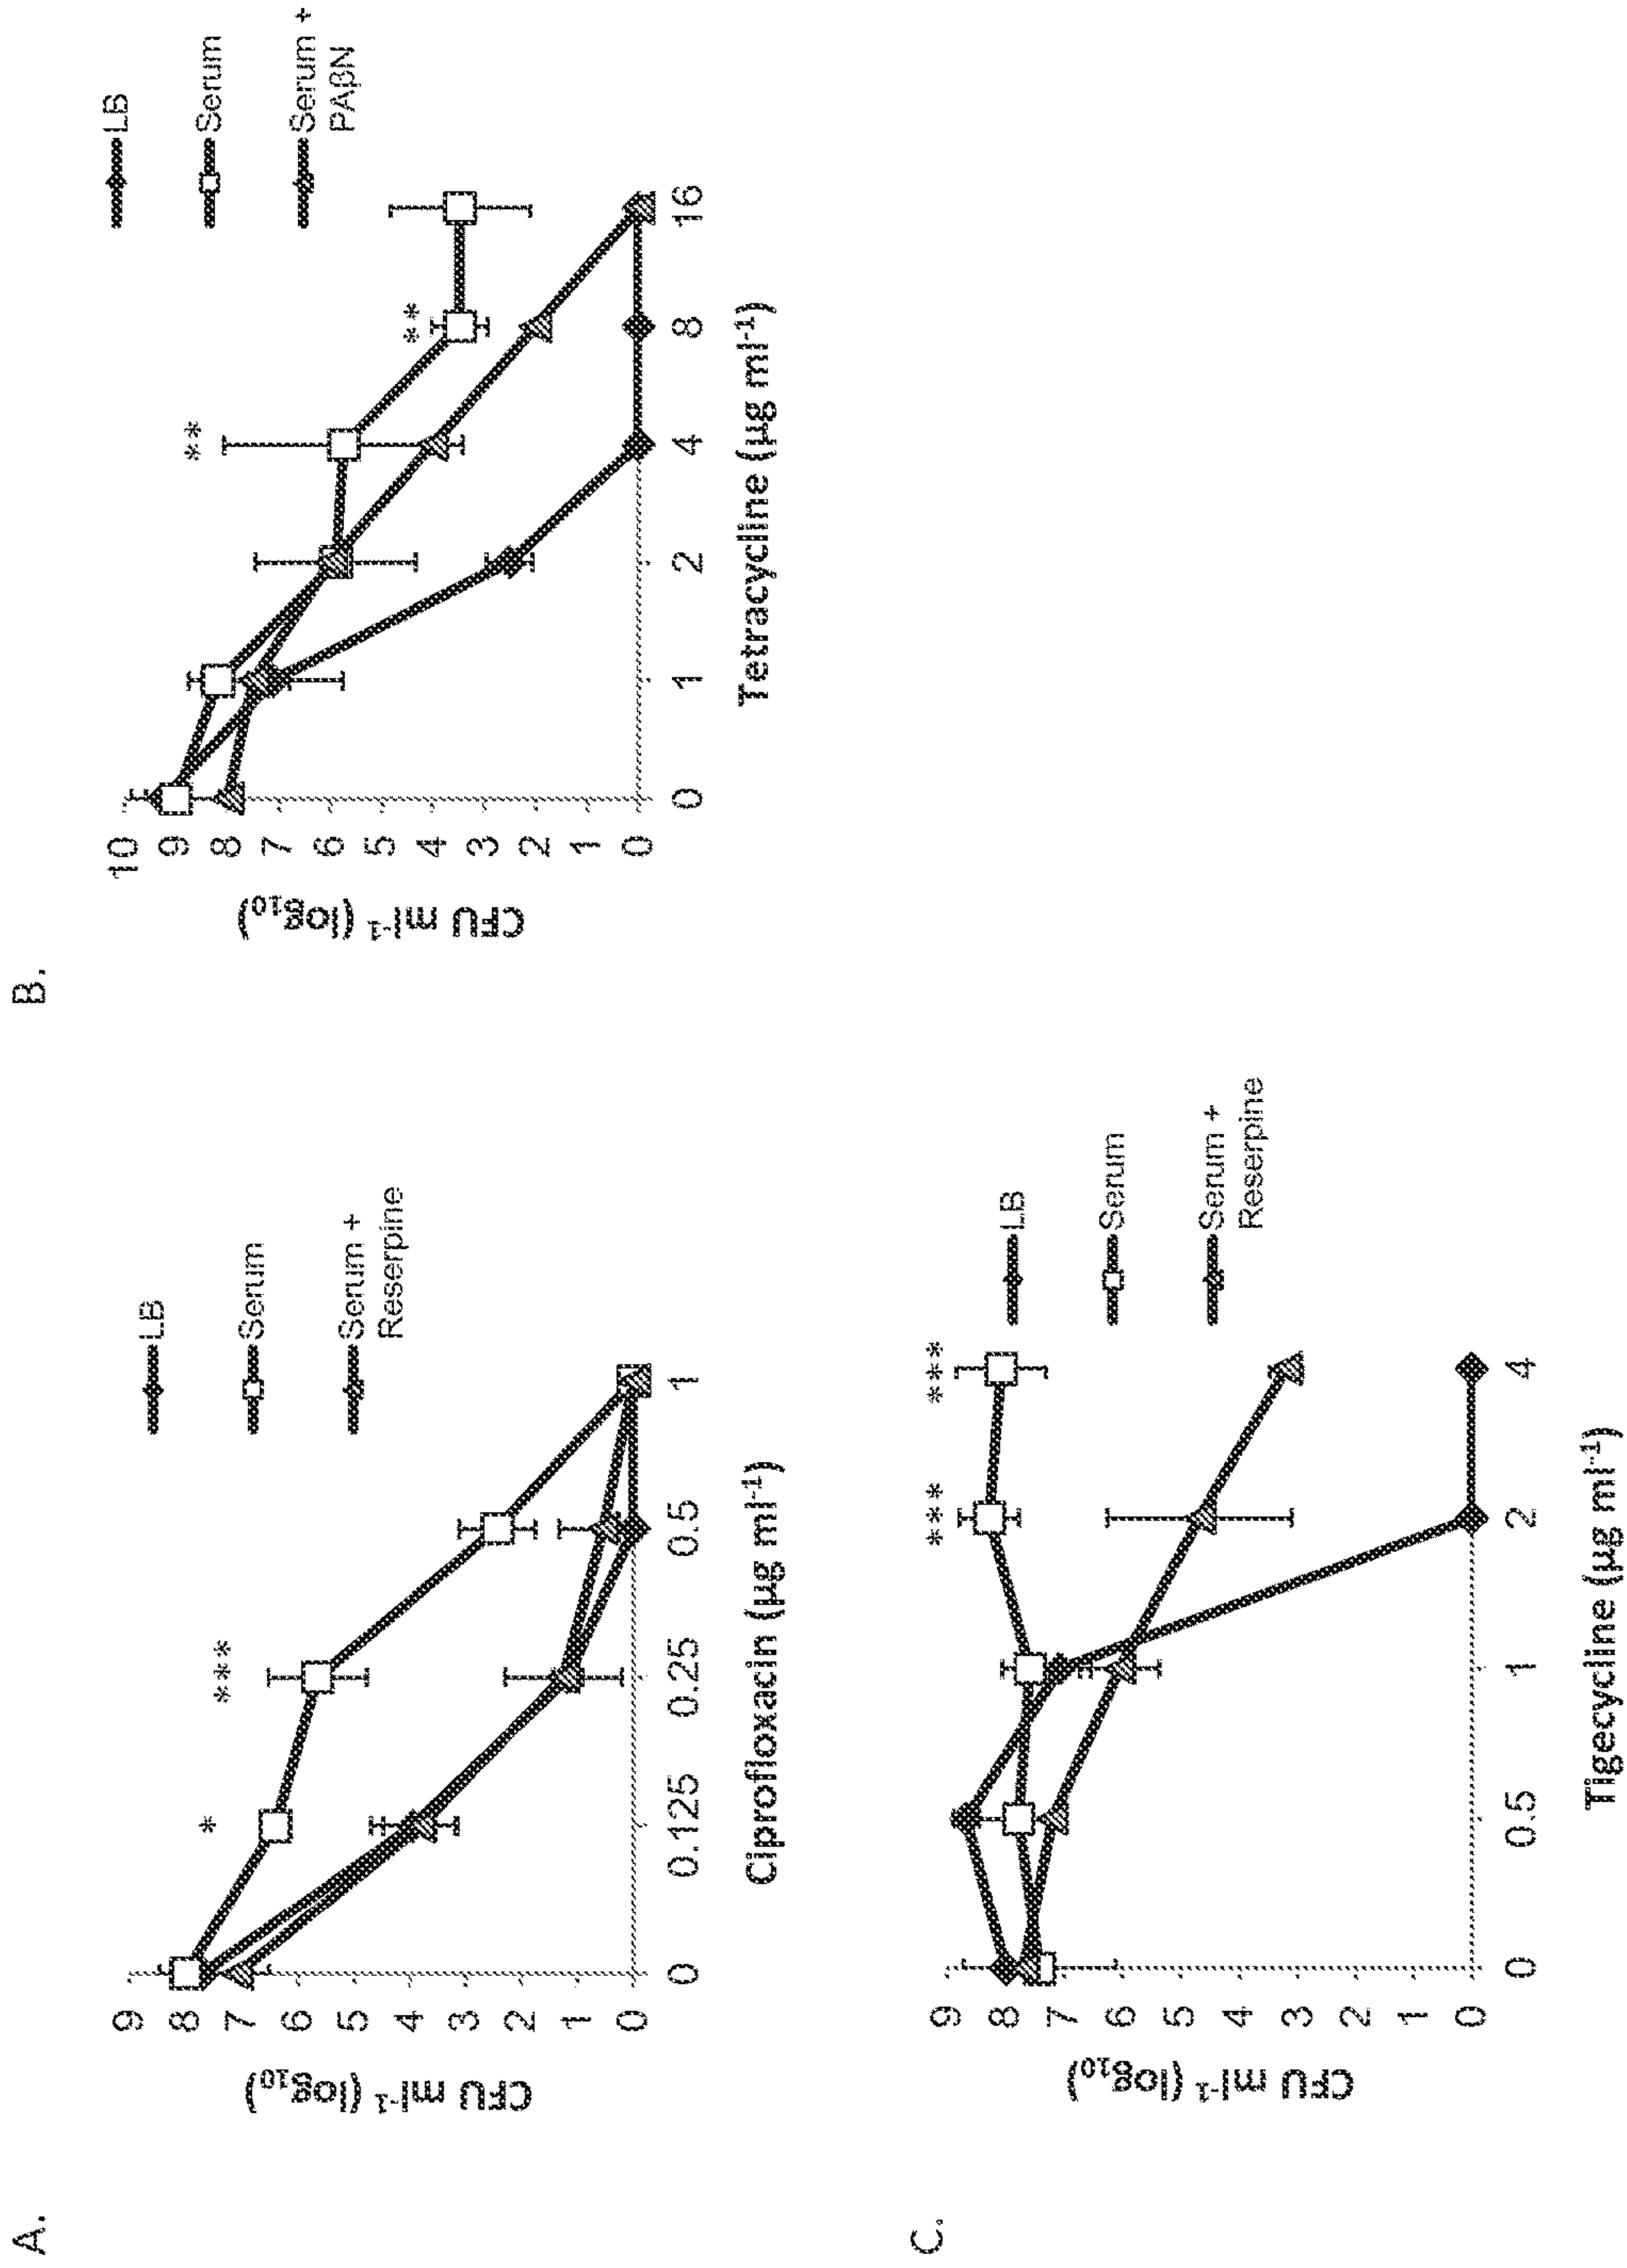 A.
CFU ml⁻¹ (log₁₀)
9
8
7
6
5
4
3
2
1
0
0
0.125
0.25
0.5
1
Ciprofloxacin (µg ml⁻¹)
*
***
LB
Serum
Serum +
Reserpine
B.
CFU ml⁻¹ (log₁₀)
10
9
8
7
6
5
4
3
2
1
0
0
1
2
4
8
16
Tetracycline (µg ml⁻¹)
**
**
LB
Serum
Serum +
PAβN
C.
CFU ml⁻¹ (log₁₀)
9
8
7
6
5
4
3
2
1
0
0
0.5
1
2
4
Tigecycline (µg ml⁻¹)
***
***
LB
Serum
Serum +
Reserpine